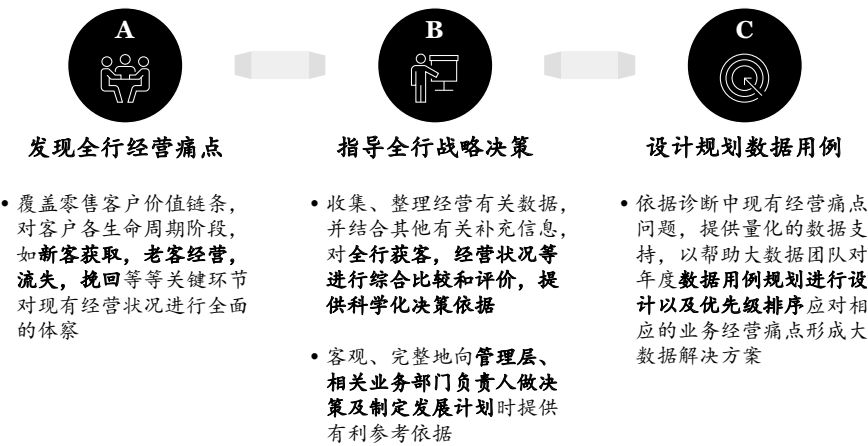 A
发现全行经营痛点
• 覆盖零售客户价值链条，
对客户各生命周期阶段，
如新客获取，老客经营，
流失，挽回等等关键环节
对现有经营状况进行全面
的体察
B
指导全行战略决策
• 收集、整理经营有关数据，
并结合其他有关补充信息，
对全行获客，经营状况等
进行综合比较和评价，提
供科学化决策依据
• 客观、完整地向管理层、
相关业务部门负责人做决
策及制定发展计划时提供
有利参考依据
C
设计规划数据用例
• 依据诊断中现有经营痛点
问题，提供量化的数据支
持，以帮助大数据团队对
年度数据用例规划进行设
计以及优先级排序应对相
应的业务经营痛点形成大
数据解决方案